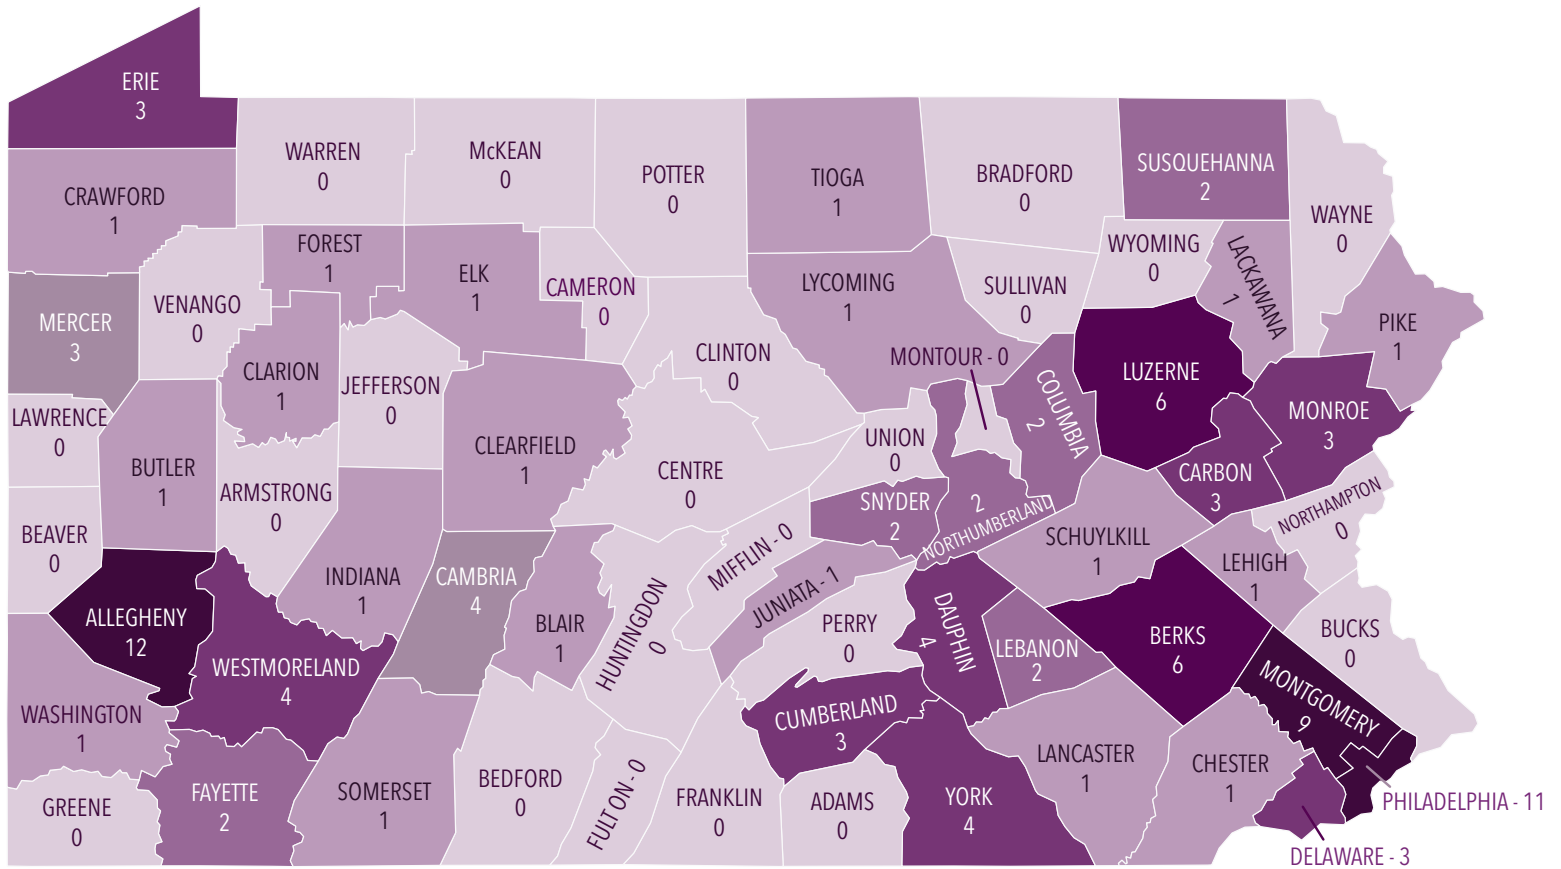 ERIE
3
WARREN
0
McKEAN
0
POTTER
0
TIOGA
1
BRADFORD
0
SUSQUEHANNA
2
WAYNE
0
CRAWFORD
1
FOREST
1
ELK
1
CAMERON
0
LYCOMING
1
SULLIVAN
0
WYOMING
0
LACKAWANA
1
PIKE
1
MERCER
3
VENANGO
0
CLARION
1
JEFFERSON
0
CLINTON
0
MONTOUR - 0
COLUMBIA
2
LUZERNE
6
MONROE
3
LAWRENCE
0
BUTLER
1
ARMSTRONG
0
CLEARFIELD
1
CENTRE
0
UNION
0
SNYDER
2
2
NORTHUMBERLAND
CARBON
3
NORTHAMPTON
0
BEAVER
0
INDIANA
1
CAMBRIA
4
BLAIR
1
HUNTINGDON
0
MIFFLIN - 0
JUNIATA - 1
PERRY
0
DAUPHIN
4
SCHUYLKILL
1
LEHIGH
1
ALLEGHENY
12
WESTMORELAND
4
LEBANON
2
BERKS
6
BUCKS
0
MONTGOMERY
9
WASHINGTON
1
CUMBERLAND
3
LANCASTER
1
CHESTER
1
GREENE
0
FAYETTE
2
SOMERSET
1
BEDFORD
0
FULTON - 0
FRANKLIN
0
ADAMS
0
YORK
4
PHILADELPHIA - 11
DELAWARE - 3